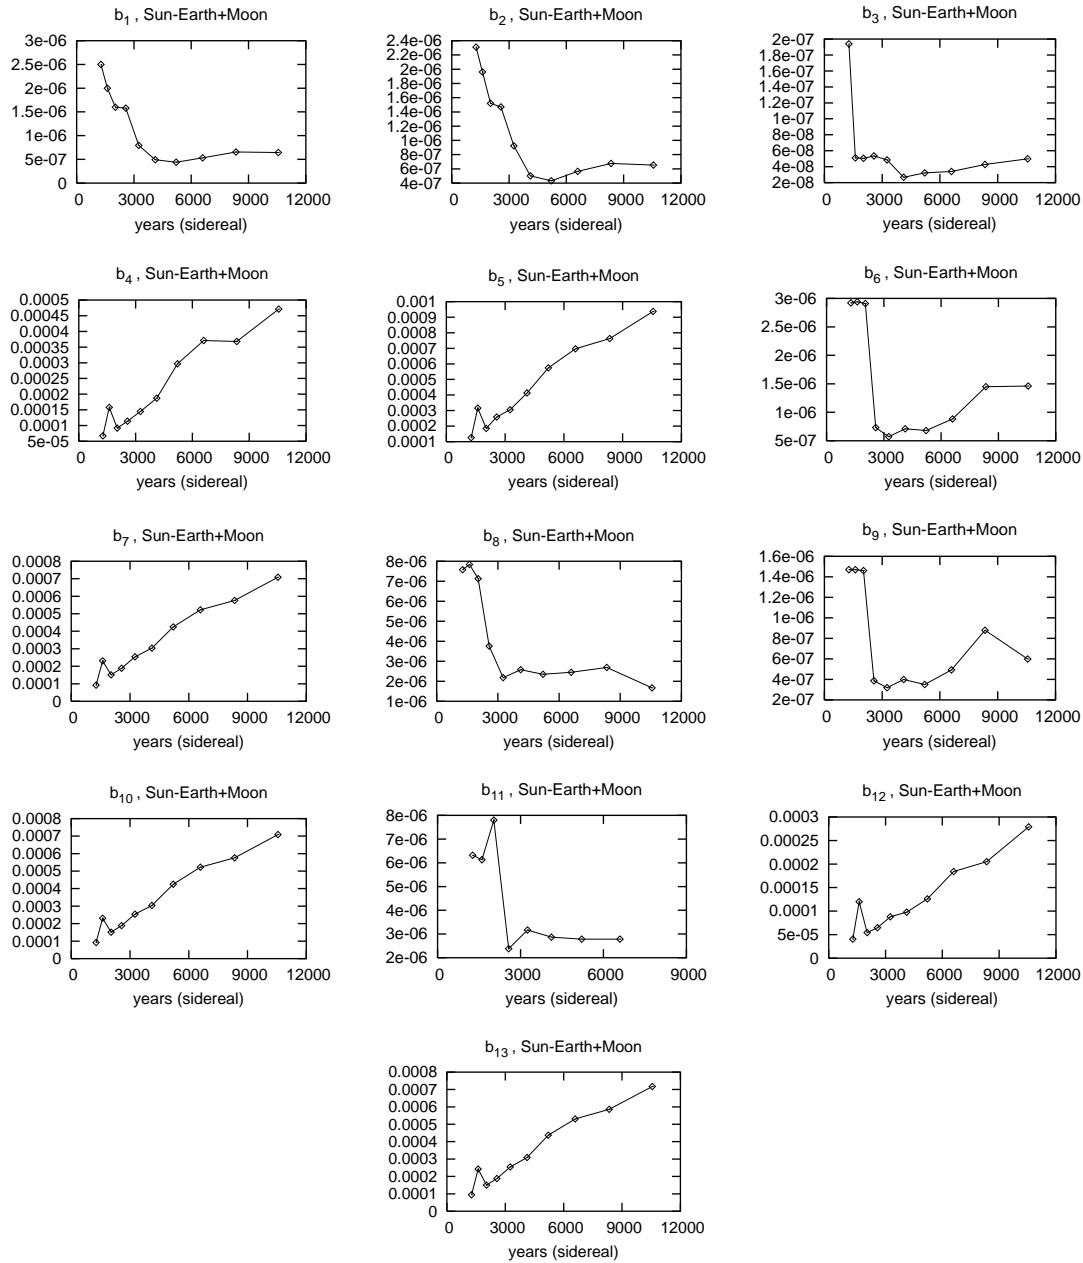 b1 , Sun-Earth+Moon
3e-06
2.5e-06
2e-06
1.5e-06
1e-06
5e-07
0
0 3000 6000 9000 12000
years (sidereal)
b2 , Sun-Earth+Moon
2.4e-06
2.2e-06
2e-06
1.8e-06
1.6e-06
1.4e-06
1.2e-06
1e-06
8e-07
6e-07
4e-07
0 3000 6000 9000 12000
years (sidereal)
b3 , Sun-Earth+Moon
2e-07
1.8e-07
1.6e-07
1.4e-07
1.2e-07
1e-07
8e-08
6e-08
4e-08
2e-08
0 3000 6000 9000 12000
years (sidereal)
b4 , Sun-Earth+Moon
0.0005
0.00045
0.0004
0.00035
0.0003
0.00025
0.0002
0.00015
0.0001
5e-05
0 3000 6000 9000 12000
years (sidereal)
b5 , Sun-Earth+Moon
0.001
0.0009
0.0008
0.0007
0.0006
0.0005
0.0004
0.0003
0.0002
0.0001
0 3000 6000 9000 12000
years (sidereal)
b6 , Sun-Earth+Moon
3e-06
2.5e-06
2e-06
1.5e-06
1e-06
5e-07
0 3000 6000 9000 12000
years (sidereal)
b7 , Sun-Earth+Moon
0.0008
0.0007
0.0006
0.0005
0.0004
0.0003
0.0002
0.0001
0
0 3000 6000 9000 12000
years (sidereal)
b8 , Sun-Earth+Moon
8e-06
7e-06
6e-06
5e-06
4e-06
3e-06
2e-06
1e-06
0 3000 6000 9000 12000
years (sidereal)
b9 , Sun-Earth+Moon
1.6e-06
1.4e-06
1.2e-06
1e-06
8e-07
6e-07
4e-07
2e-07
0 3000 6000 9000 12000
years (sidereal)
b10 , Sun-Earth+Moon
0.0008
0.0007
0.0006
0.0005
0.0004
0.0003
0.0002
0.0001
0
0 3000 6000 9000 12000
years (sidereal)
b11 , Sun-Earth+Moon
8e-06
7e-06
6e-06
5e-06
4e-06
3e-06
2e-06
0 3000 6000 9000
years (sidereal)
b12 , Sun-Earth+Moon
0.0003
0.00025
0.0002
0.00015
0.0001
5e-05
0
0 3000 6000 9000 12000
years (sidereal)
b13 , Sun-Earth+Moon
0.0008
0.0007
0.0006
0.0005
0.0004
0.0003
0.0002
0.0001
0
0 3000 6000 9000 12000
years (sidereal)